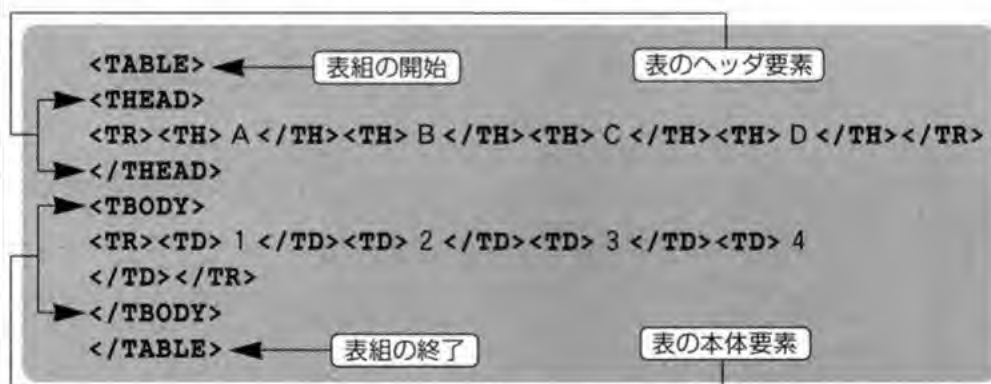 <TABLE> 表組の開始 表のヘッダ要素
<THEAD>
<TR><TH> A </TH><TH> B </TH><TH> C </TH><TH> D </TH></TR>
</THEAD>
<TBODY>
<TR><TD> 1 </TD><TD> 2 </TD><TD> 3 </TD><TD> 4
</TD></TR>
</TBODY>
</TABLE> 表組の終了 表の本体要素